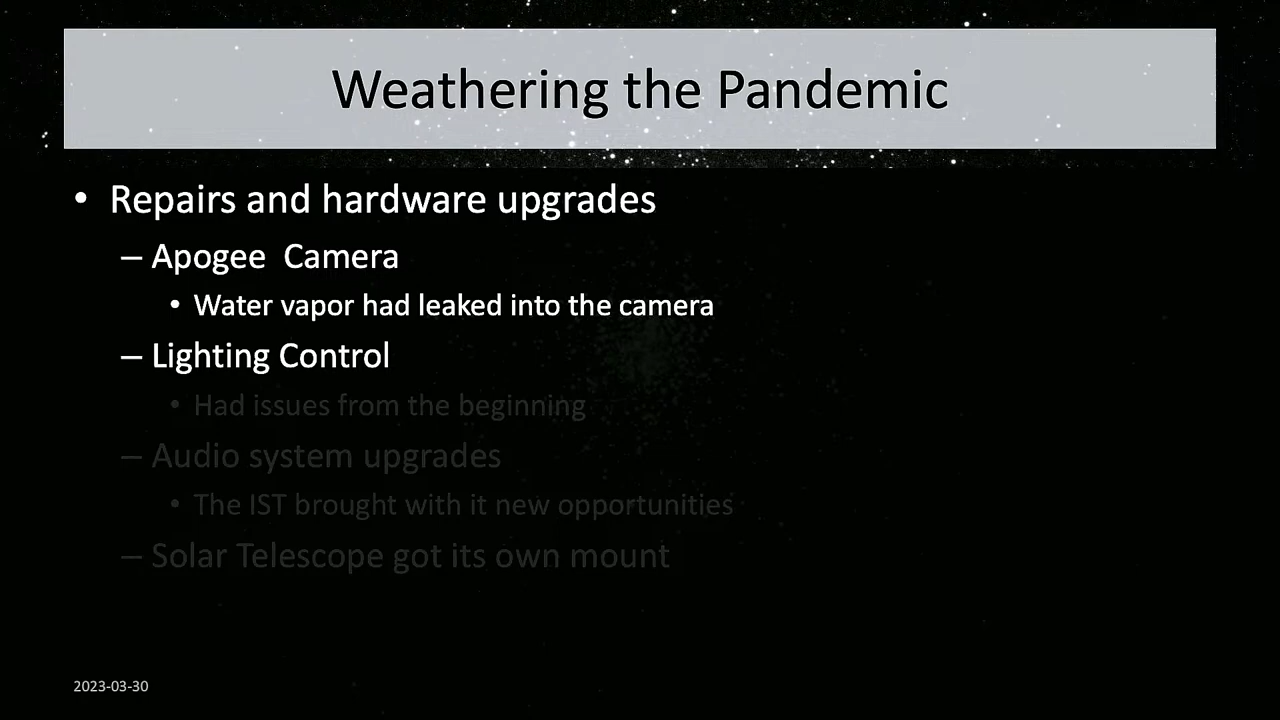 Weathering the Pandemic
• Repairs and hardware upgrades
– Apogee  Camera
• Water vapor had leaked into the camera
– Lighting Control
• Had issues from the beginning
– Audio system upgrades
• The IST brought with it new opportunities
– Solar Telescope got its own mount
2023-03-30